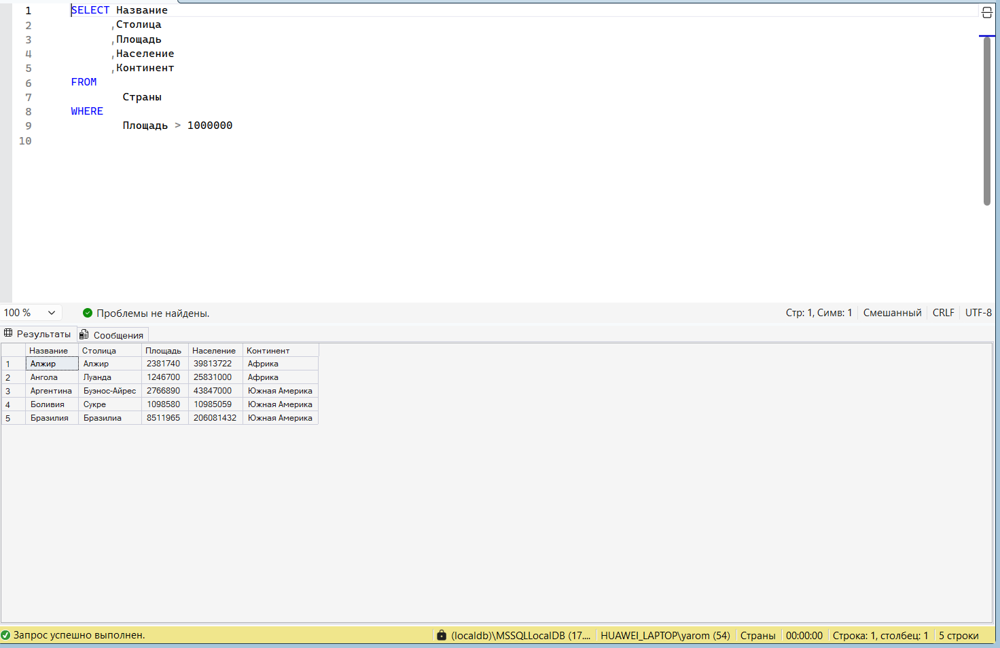 1 SELECT Название
2 ,Столица
3 ,Площадь
4 ,Население
5 ,Континент
6 FROM
7 Страны
8 WHERE
9 Площадь > 1000000
10
100 % Проблемы не найдены. Стр: 1, Симв: 1 Смешанный CRLF UTF-8
Результаты Сообщения
Название Столица Площадь Население Континент
1 Алжир Алжир 2381740 39813722 Африка
2 Ангола Луанда 1246700 25831000 Африка
3 Аргентина Буэнос-Айрес 2766890 43847000 Южная Америка
4 Боливия Сукре 1098580 10985059 Южная Америка
5 Бразилия Бразилиа 8511965 206081432 Южная Америка
Запрос успешно выполнен. (localdb)\MSSQLLocalDB (17.... HUAWEI_LAPTOP\yarom (54) Страны 00:00:00 Строка: 1, столбец: 1 5 строки